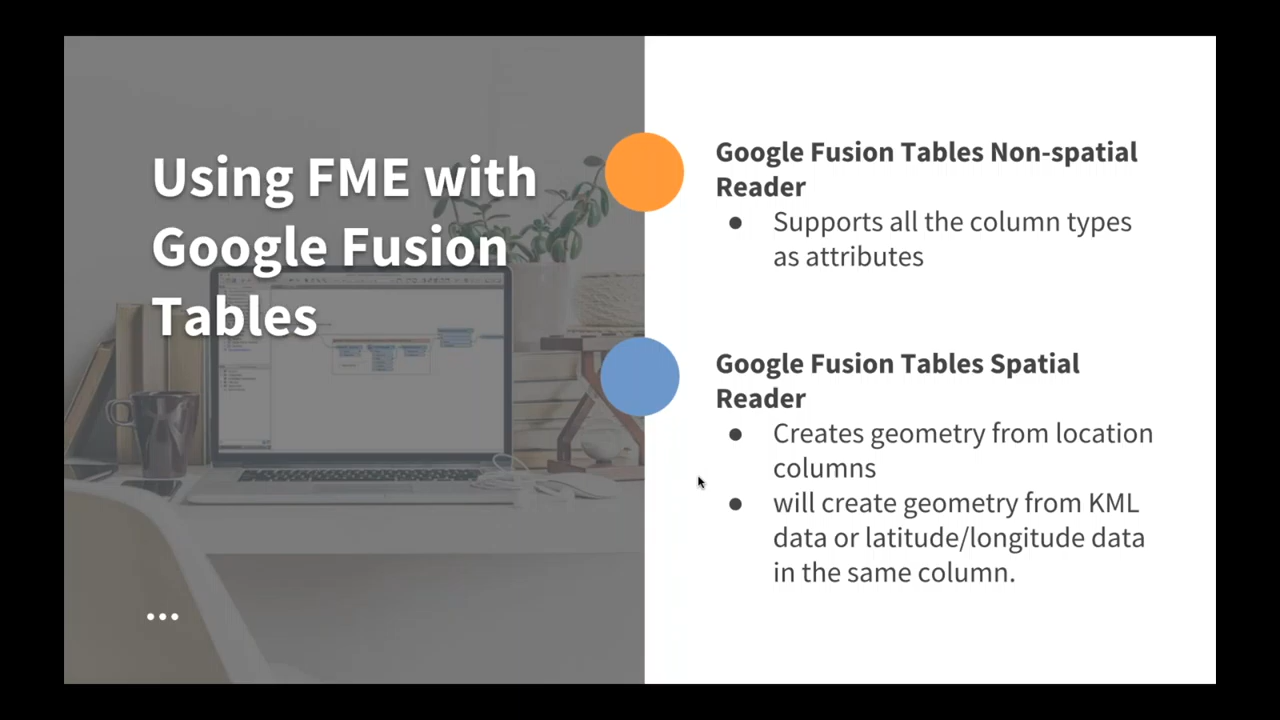 Using FME with
Google Fusion
Tables
Google Fusion Tables Non-spatial
Reader
● Supports all the column types
as attributes
Google Fusion Tables Spatial
Reader
● Creates geometry from location
columns
● will create geometry from KML
data or latitude/longitude data
in the same column.
...